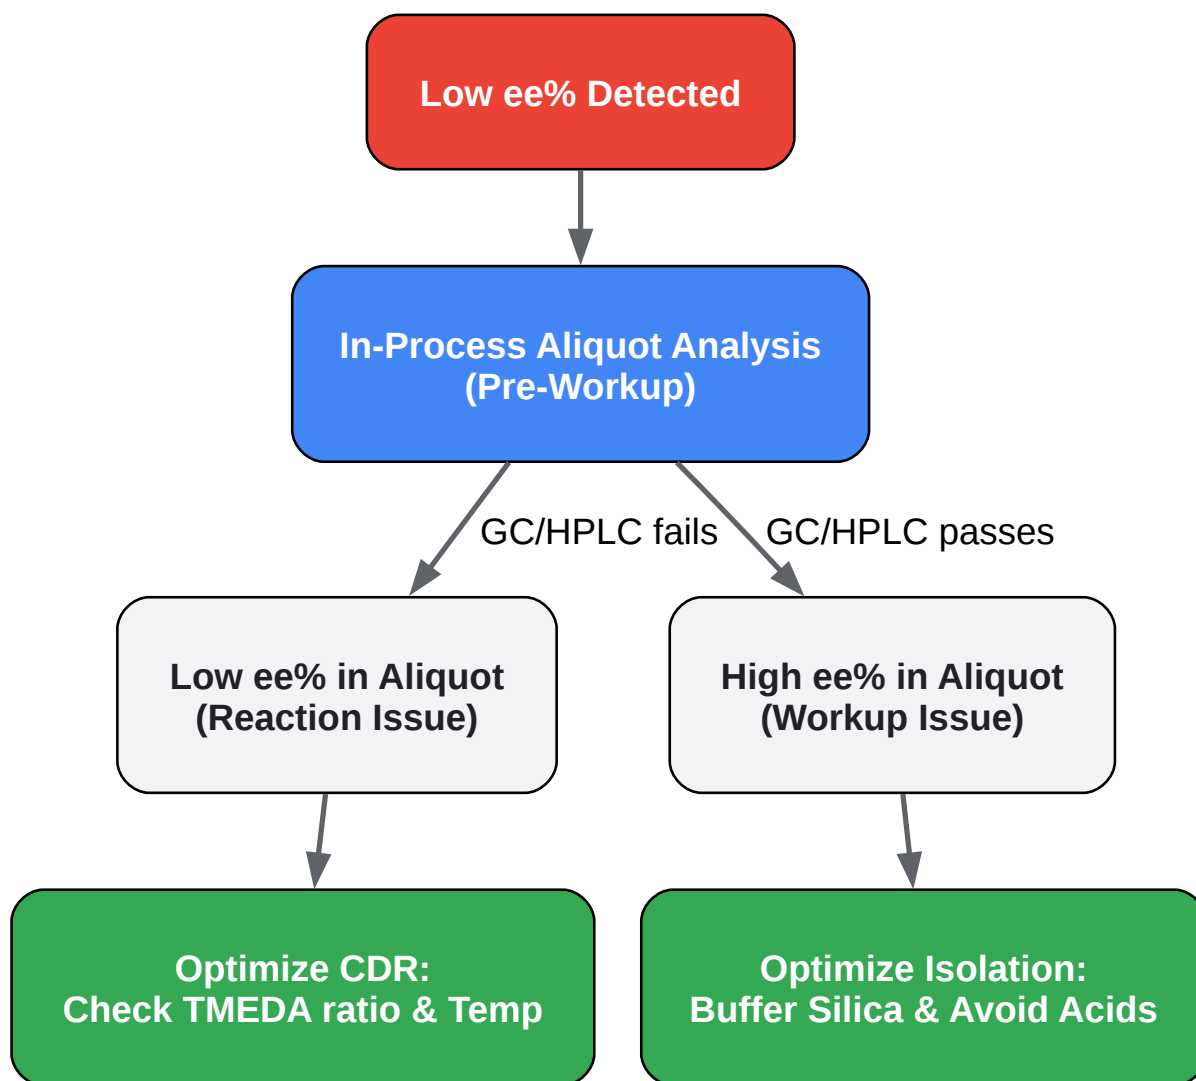 Low ee% Detected
In-Process Aliquot Analysis
(Pre-Workup)
GC/HPLC fails
GC/HPLC passes
Low ee% in Aliquot
(Reaction Issue)
High ee% in Aliquot
(Workup Issue)
Optimize CDR:
Check TMEDA ratio & Temp
Optimize Isolation:
Buffer Silica & Avoid Acids